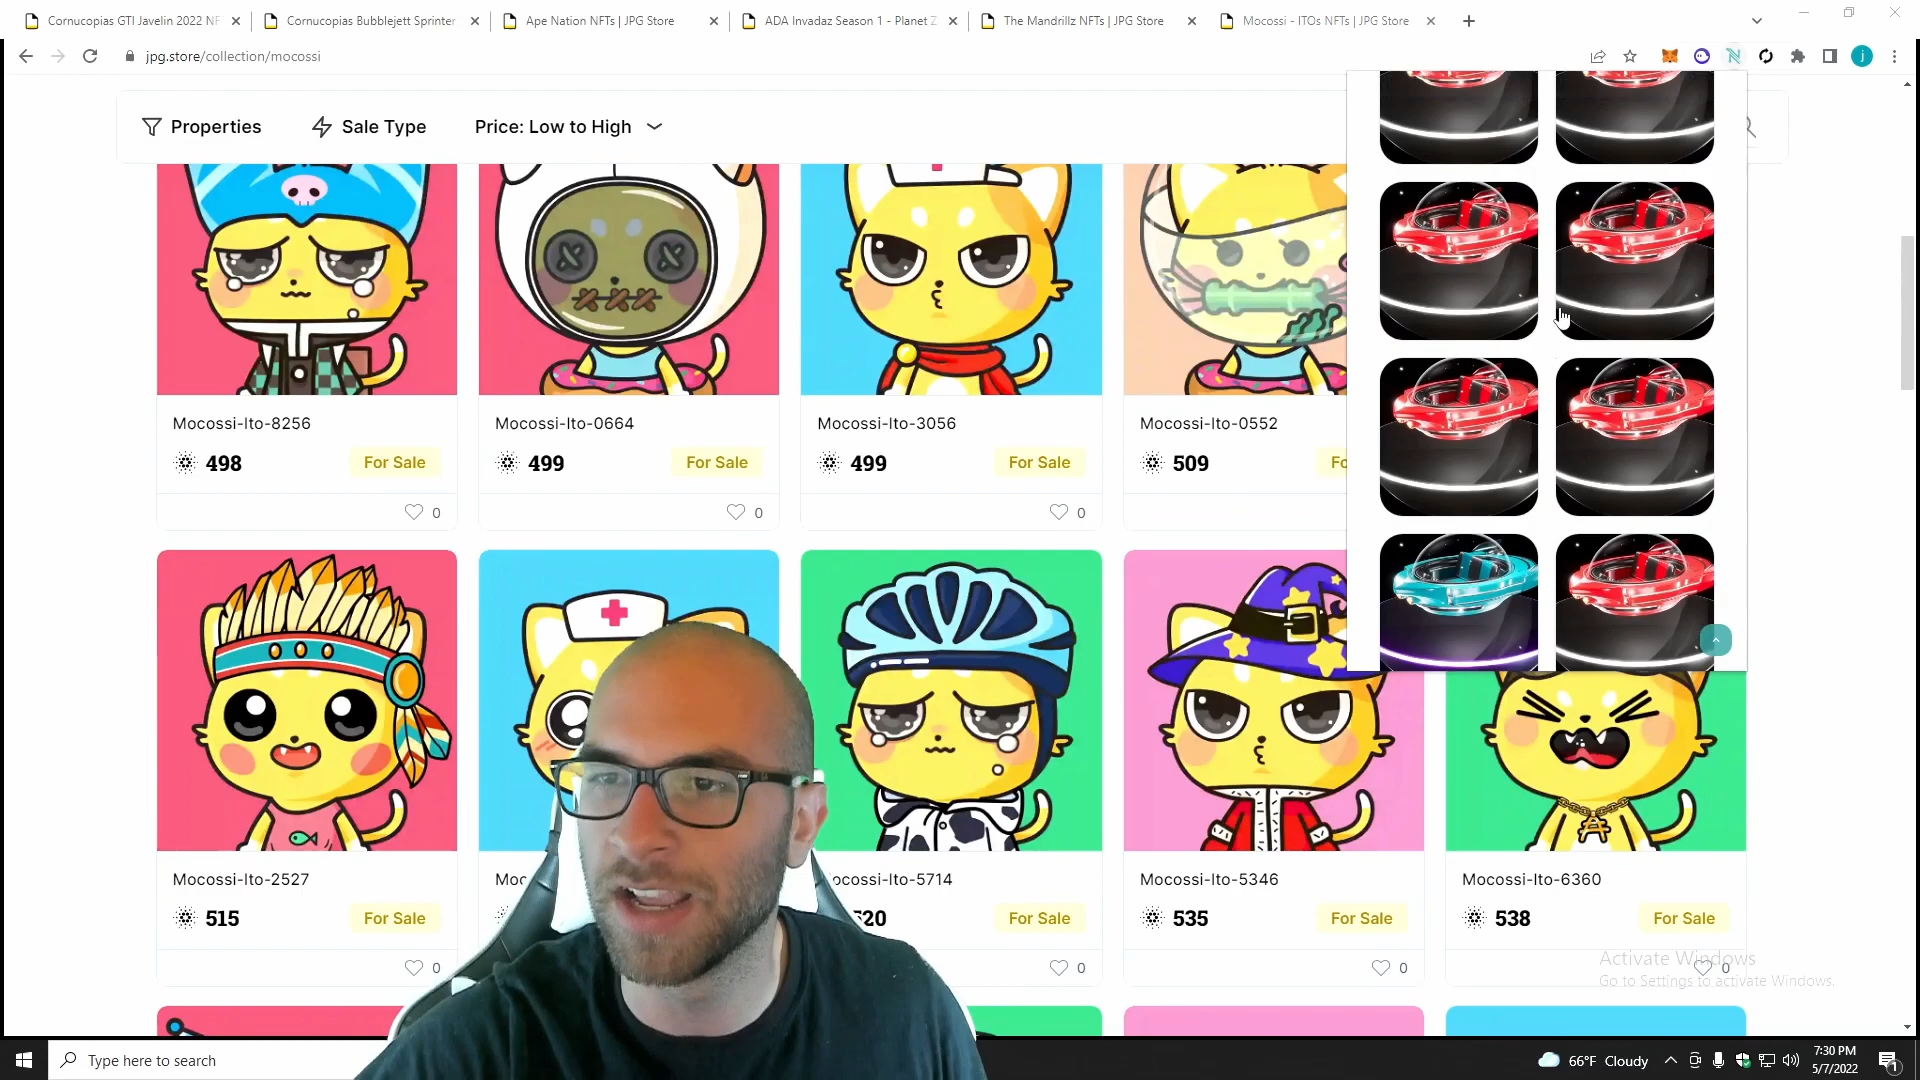 Cornucopias GTI Javelin 2022 NF
Cornucopias Bubblejett Sprinter
Ape Nation NFTs | JPG Store
ADA Invadaz Season 1 - Planet Z
The Mandrillz NFTs | JPG Store
Mocossi - ITOs NFTs | JPG Store
jpg.store/collection/mocossi
j
Properties
Sale Type
Price: Low to High
Mocossi-Ito-8256
Mocossi-Ito-0664
Mocossi-Ito-3056
Mocossi-Ito-0552
498 For Sale
499 For Sale
499 For Sale
509 Fo
0
0
0
Mocossi-Ito-2527
Moc
ocossi-Ito-5714
Mocossi-Ito-5346
Mocossi-Ito-6360
515 For Sale
520 For Sale
535 For Sale
538 For Sale
0
0
0
0
Activate Windows
Go to Settings to activate Windows.
Type here to search
66°F Cloudy
7:30 PM
5/7/2022
1